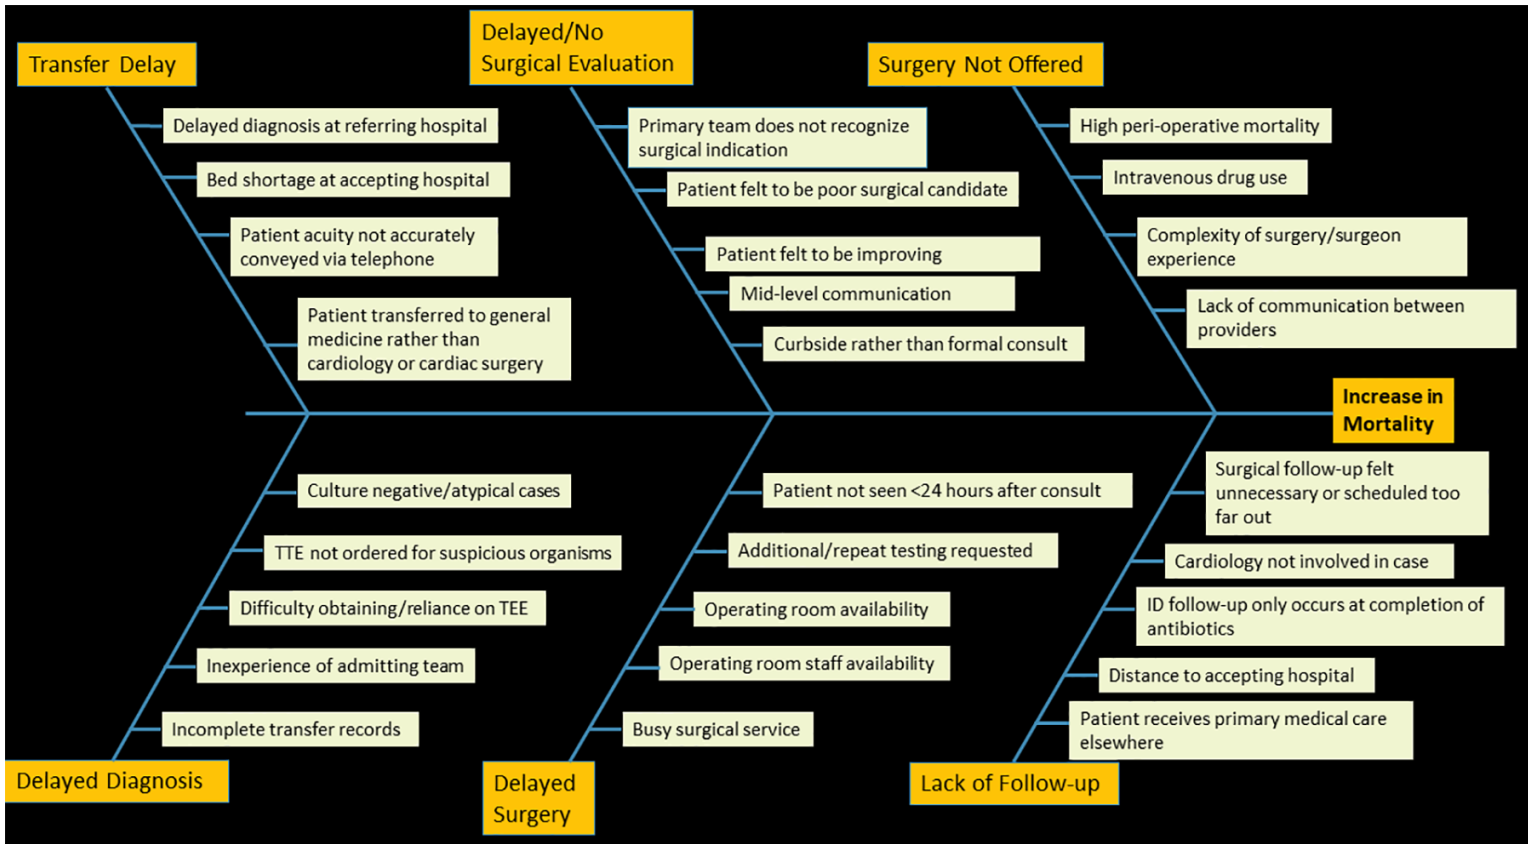 Transfer Delay
Delayed diagnosis at referring hospital
Bed shortage at accepting hospital
Patient acuity not accurately
conveyed via telephone
Patient transferred to general
medicine rather than
cardiology or cardiac surgery
Delayed/No
Surgical Evaluation
Primary team does not recognize
surgical indication
Patient felt to be poor surgical candidate
Patient felt to be improving
Mid-level communication
Curbside rather than formal consult
Surgery Not Offered
High peri-operative mortality
Intravenous drug use
Complexity of surgery/surgeon
experience
Lack of communication between
providers
Increase in
Mortality
Culture negative/atypical cases
TTE not ordered for suspicious organisms
Difficulty obtaining/reliance on TEE
Inexperience of admitting team
Incomplete transfer records
Delayed Diagnosis
Patient not seen <24 hours after consult
Additional/repeat testing requested
Operating room availability
Operating room staff availability
Busy surgical service
Delayed
Surgery
Surgical follow-up felt
unnecessary or scheduled too
far out
Cardiology not involved in case
ID follow-up only occurs at completion of
antibiotics
Distance to accepting hospital
Patient receives primary medical care
elsewhere
Lack of Follow-up